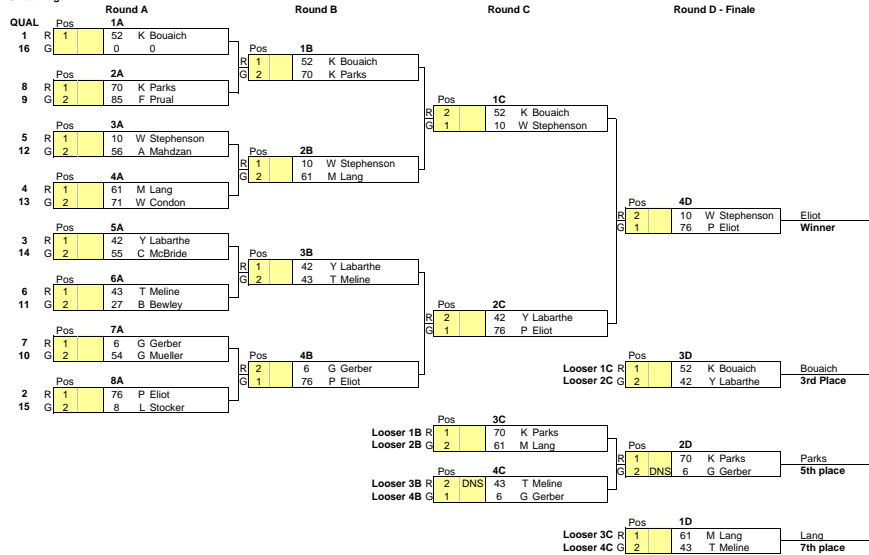 Round A Round B Round C Round D - Finale
QUAL Pos 1A
1 R 1 52 K Bouaich
16 G 0 0
Pos 1B
R 1 52 K Bouaich
G 2 70 K Parks
Pos 2A
8 R 1 70 K Parks
9 G 2 85 F Prual
Pos 1C
R 2 52 K Bouaich
G 1 10 W Stephenson
Pos 3A
5 R 1 10 W Stephenson
12 G 2 56 A Mahdzan
Pos 2B
R 1 10 W Stephenson
G 2 61 M Lang
Pos 4A
4 R 1 61 M Lang
13 G 2 71 W Condon
Pos 4D
R 2 10 W Stephenson Eliot
G 1 76 P Eliot Winner
Pos 5A
3 R 1 42 Y Labarthe
14 G 2 55 C McBride
Pos 3B
R 1 42 Y Labarthe
G 2 43 T Meline
Pos 6A
6 R 1 43 T Meline
11 G 2 27 B Bewley
Pos 2C
R 2 42 Y Labarthe
G 1 76 P Eliot
Pos 7A
7 R 1 6 G Gerber
10 G 2 54 G Mueller
Pos 4B
R 2 6 G Gerber
G 1 76 P Eliot
Pos 3D
Looser 1C R 1 52 K Bouaich Bouaich
Looser 2C G 2 42 Y Labarthe 3rd Place
Pos 8A
2 R 1 76 P Eliot
15 G 2 8 L Stocker
Pos 3C
Looser 1B R 1 70 K Parks
Looser 2B G 2 61 M Lang
Pos 2D
R 1 70 K Parks Parks
G 2 DNS 6 G Gerber 5th place
Pos 4C
Looser 3B R 2 DNS 43 T Meline
Looser 4B G 1 6 G Gerber
Pos 1D
Looser 3C R 1 61 M Lang Lang
Looser 4C G 2 43 T Meline 7th place